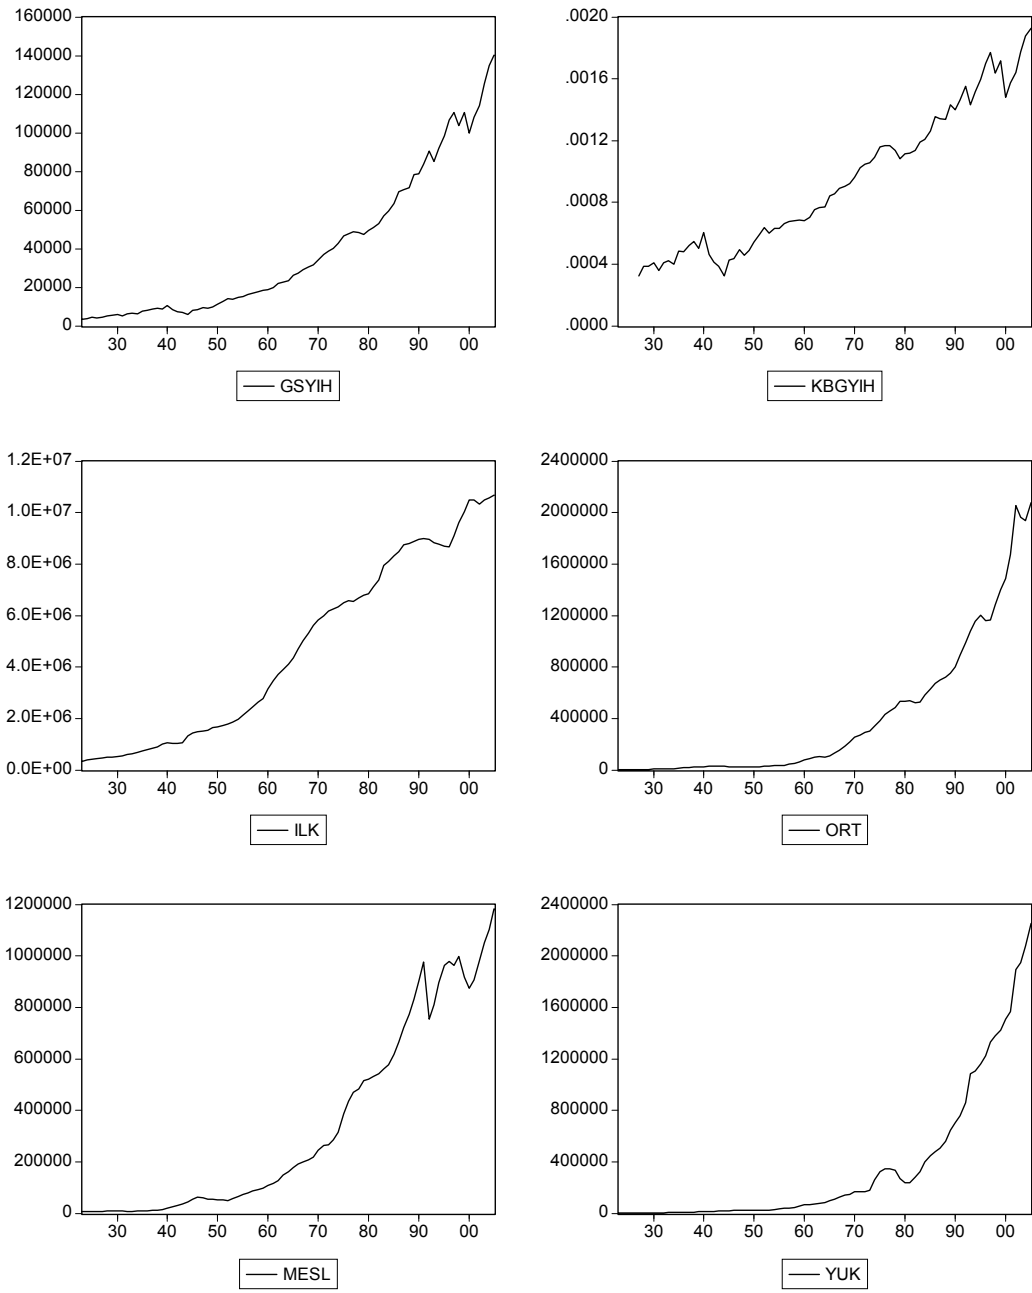 160000
140000
120000
100000
80000
60000
40000
20000
0
30 40 50 60 70 80 90 00
GSYIH
.0020
.0016
.0012
.0008
.0004
.0000
30 40 50 60 70 80 90 00
KBGYIH
1.2E+07
1.0E+07
8.0E+06
6.0E+06
4.0E+06
2.0E+06
0.0E+00
30 40 50 60 70 80 90 00
ILK
2400000
2000000
1600000
1200000
800000
400000
0
30 40 50 60 70 80 90 00
ORT
1200000
1000000
800000
600000
400000
200000
0
30 40 50 60 70 80 90 00
MESL
2400000
2000000
1600000
1200000
800000
400000
0
30 40 50 60 70 80 90 00
YUK